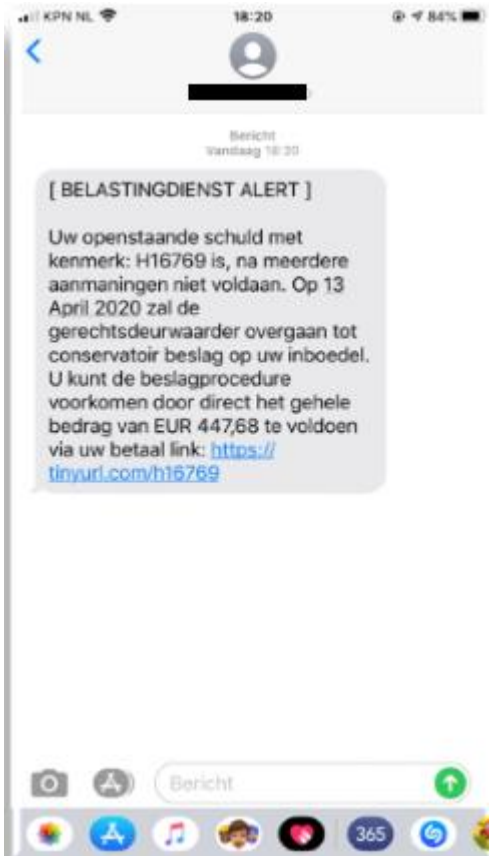 KPN NL
18:20
84%
Bericht
Vandaag 18:20
[ BELASTINGDIENST ALERT ]
Uw openstaande schuld met
kenmerk: H16769 is, na meerdere
aanmaningen niet voldaan. Op 13
April 2020 zal de
gerechtsdeurwaarder overgaan tot
conservatoir beslag op uw inboedel.
U kunt de beslagprocedure
voorkomen door direct het gehele
bedrag van EUR 447,68 te voldoen
via uw betaal link: https://
tinyurl.com/h16769
Bericht
365